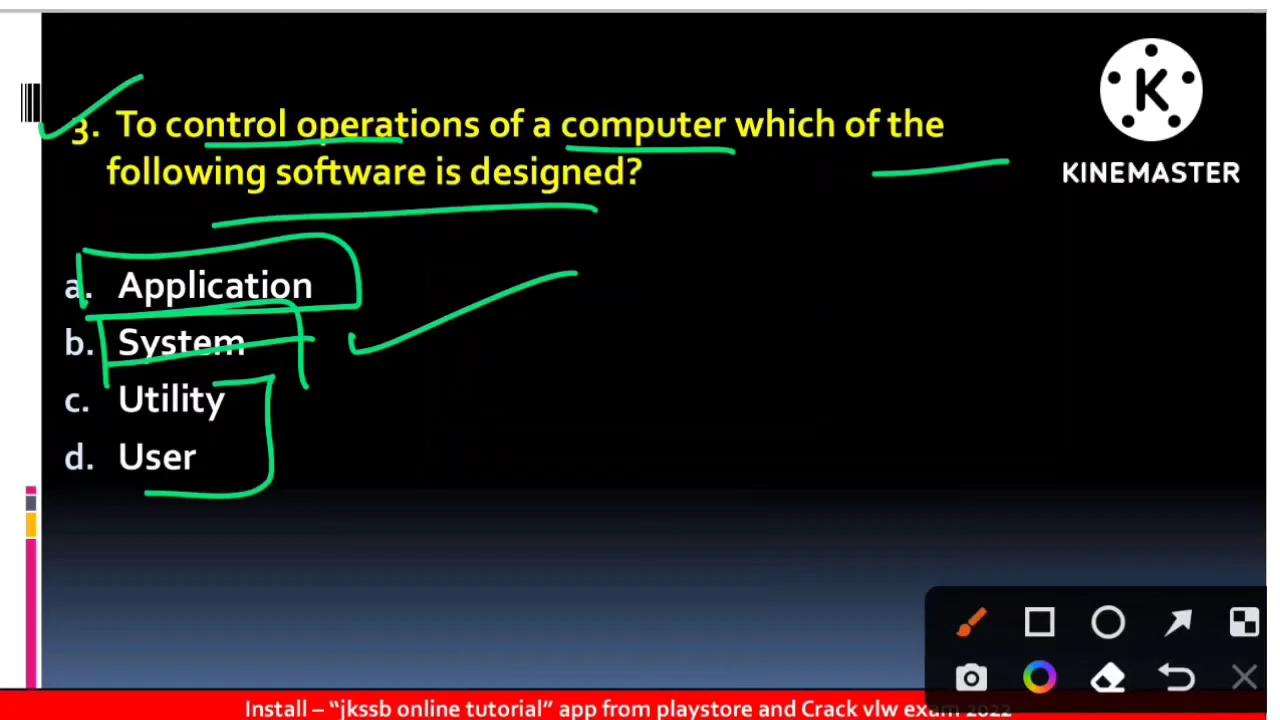 3. To control operations of a computer which of the
following software is designed?
a. Application
b. System
c. Utility
d. User
K
KINEMASTER
Install – “jkssb online tutorial” app from playstore and Crack vlw exam 2022